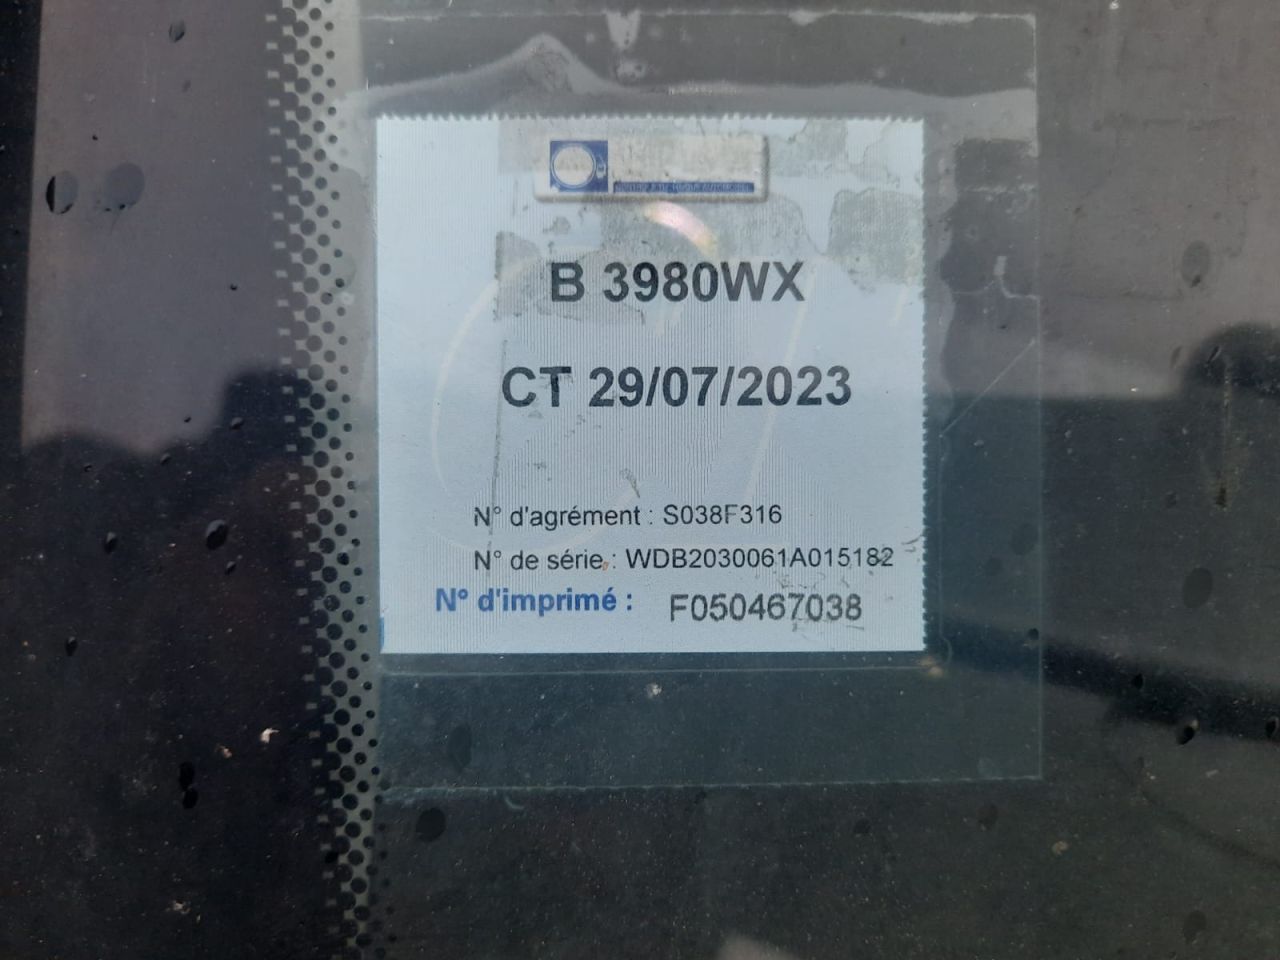 B 3980WX
CT 29/07/2023
N° d'agrément : S038F316
N° de série : WDB2030061A015182
N° d'imprimé : F050467038